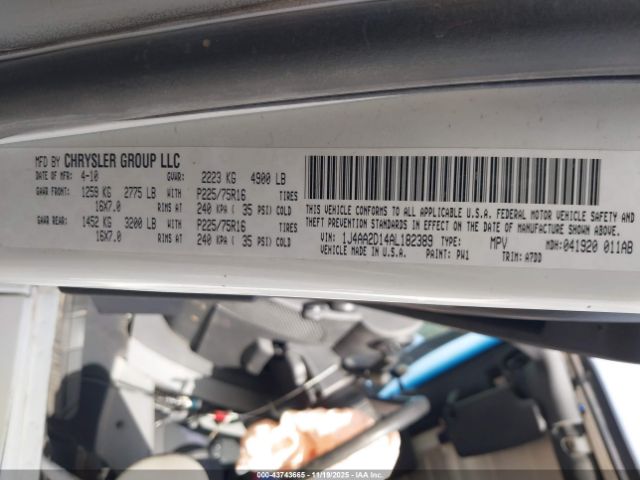 MFD BY CHRYSLER GROUP LLC
DATE OF MFR: 4-10 GVWR: 2223 KG 4900 LB
GAWR FRONT: 1259 KG 2775 LB WITH P225/75R16 TIRES
16X7.0 RIMS AT 240 KPA ( 35 PSI) COLD
GAWR REAR: 1452 KG 3200 LB WITH P225/75R16 TIRES
16X7.0 RIMS AT 240 KPA ( 35 PSI) COLD
THIS VEHICLE CONFORMS TO ALL APPLICABLE U.S.A. FEDERAL MOTOR VEHICLE SAFETY AND
THEFT PREVENTION STANDARDS IN EFFECT ON THE DATE OF MANUFACTURE SHOWN ABOVE.
VIN: 1J4AA2D14AL182389 TYPE: MPV MDH: 041920 011AB
VEHICLE MADE IN U.S.A. PAINT: PW1 TRIM: A7DD
000-43743665 - 11/19/2025 - IAA Inc.